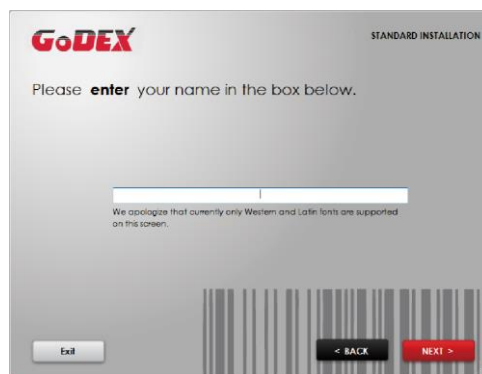 GoDEX
STANDARD INSTALLATION
Please enter your name in the box below.
We apologize that currently only Western and Latin fonts are supported
on this screen.
Exit
< BACK
NEXT >